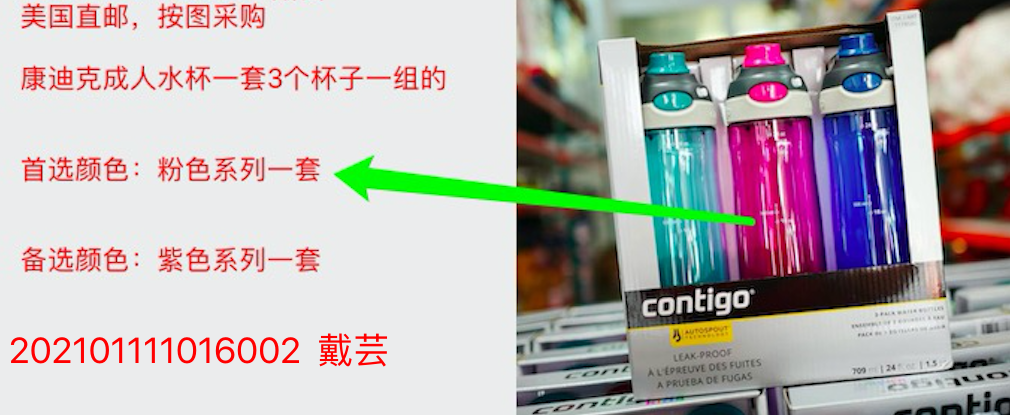 美国直邮，按图采购
康迪克成人水杯一套3个杯子一组的
首选颜色：粉色系列一套
备选颜色：紫色系列一套
202101111016002 戴芸
contigo®
AUTOSPOUT
TECHNOLOGY
LEAK-PROOF
À L'ÉPREUVE DES FUITES
A PRUEBA DE FUGAS
3 PACK WATER BOTTLES
709 ml | 24 fl oz | 1.5
contigo